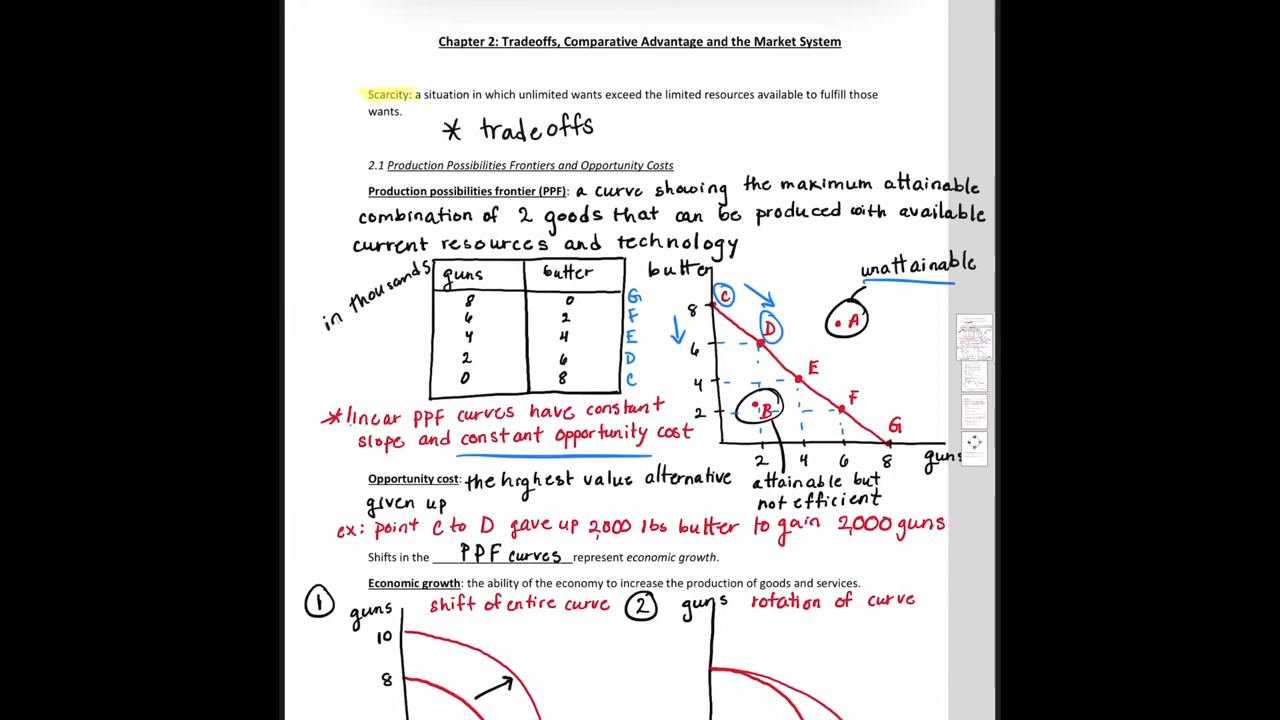 Chapter 2: Tradeoffs, Comparative Advantage and the Market System
Scarcity: a situation in which unlimited wants exceed the limited resources available to fulfill those
wants.
* tradeoffs
2.1 Production Possibilities Frontiers and Opportunity Costs
Production possibilities frontier (PPF): a curve showing the maximum attainable
combination of 2 goods that can be produced with available
current resources and technology
in thousands
guns butter
8 0 G
6 2 F
4 4 E
2 6 D
0 8 C
butter
unattainable
C
8
A
D
6
E
4
F
2
B
G
2 4 6 8 guns
attainable but
not efficient
* linear PPF curves have constant
slope and constant opportunity cost
Opportunity cost: the highest value alternative
given up
ex: point C to D gave up 2,000 lbs butter to gain 2,000 guns
Shifts in the PPF curves represent economic growth.
Economic growth: the ability of the economy to increase the production of goods and services.
1 guns shift of entire curve
10
8
2 guns rotation of curve